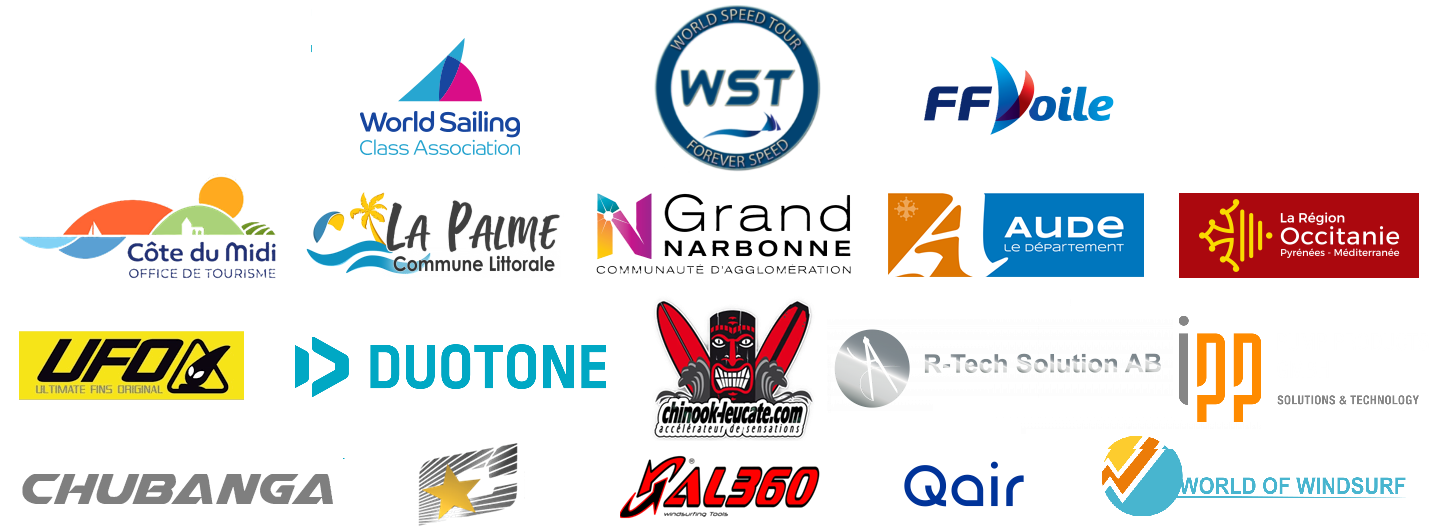 World Sailing
Class Association
WORLD SPEED TOUR
WST
FOREVER SPEED
FFVoile
Côte du Midi
OFFICE DE TOURISME
LA PALME
Commune Littorale
Grand
NARBONNE
COMMUNAUTÉ D'AGGLOMÉRATION
AUDE
LE DÉPARTEMENT
La Région
Occitanie
Pyrénées - Méditerranée
UFO
ULTIMATE FINS ORIGINAL
DUOTONE
chinook-leucate.com
accélérateur de sensations
R-Tech Solution AB
ipp
SOLUTIONS & TECHNOLOGY
CHUBANGA
AL360
®
windsurfing Tools
Qair
WORLD OF WINDSURF